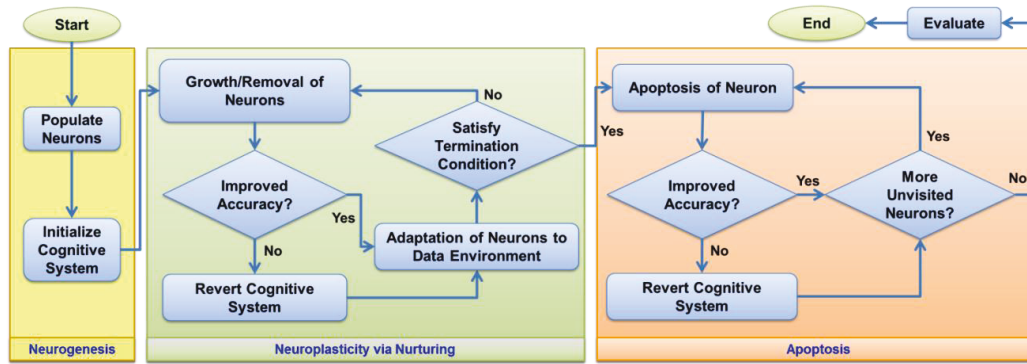 Start
Populate
Neurons
Initialize
Cognitive
System
Neurogenesis
Growth/Removal of
Neurons
Improved
Accuracy?
Yes
No
Revert Cognitive
System
Adaptation of Neurons to
Data Environment
Satisfy
Termination
Condition?
No
Yes
Neuroplasticity via Nurturing
Apoptosis of Neuron
Improved
Accuracy?
Yes
No
Revert Cognitive
System
More
Unvisited
Neurons?
Yes
No
Apoptosis
Evaluate
End